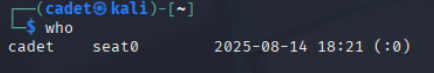 ┌──(cadet㉿kali)-[~]
└─$ who
cadet    seat0        2025-08-14 18:21 (:0)